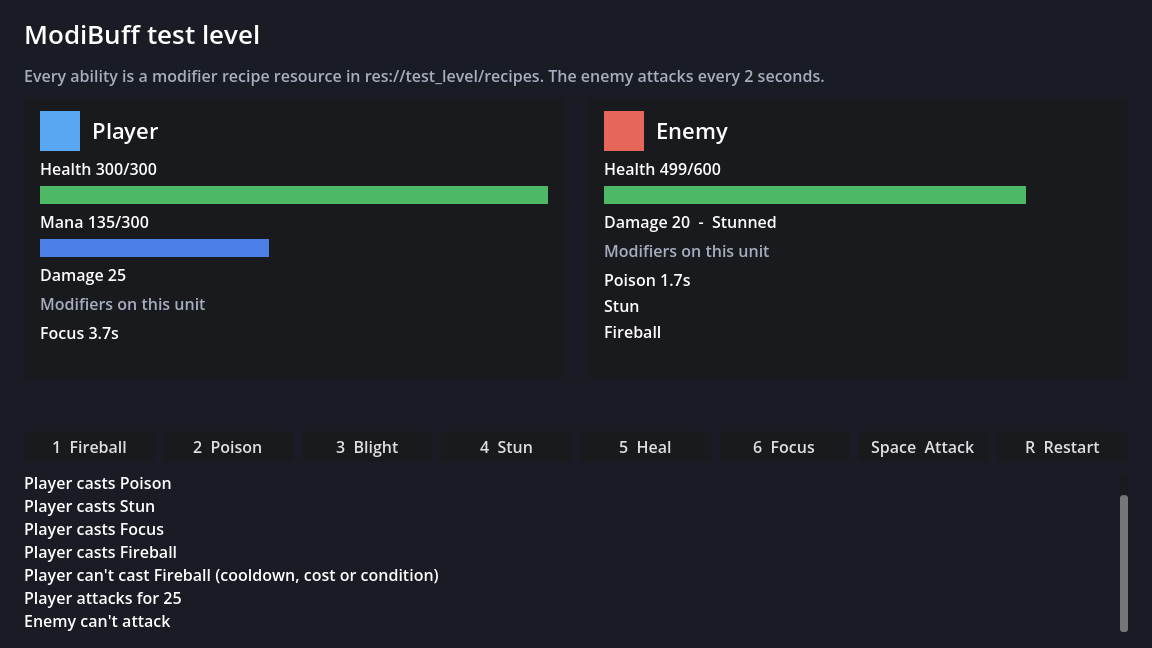 ModiBuff test level
Every ability is a modifier recipe resource in res://test_level/recipes. The enemy attacks every 2 seconds.
Player
Health 300/300
Mana 135/300
Damage 25
Modifiers on this unit
Focus 3.7s
Enemy
Health 499/600
Damage 20 - Stunned
Modifiers on this unit
Poison 1.7s
Stun
Fireball
1 Fireball 2 Poison 3 Blight 4 Stun 5 Heal 6 Focus Space Attack R Restart
Player casts Poison
Player casts Stun
Player casts Focus
Player casts Fireball
Player can't cast Fireball (cooldown, cost or condition)
Player attacks for 25
Enemy can't attack